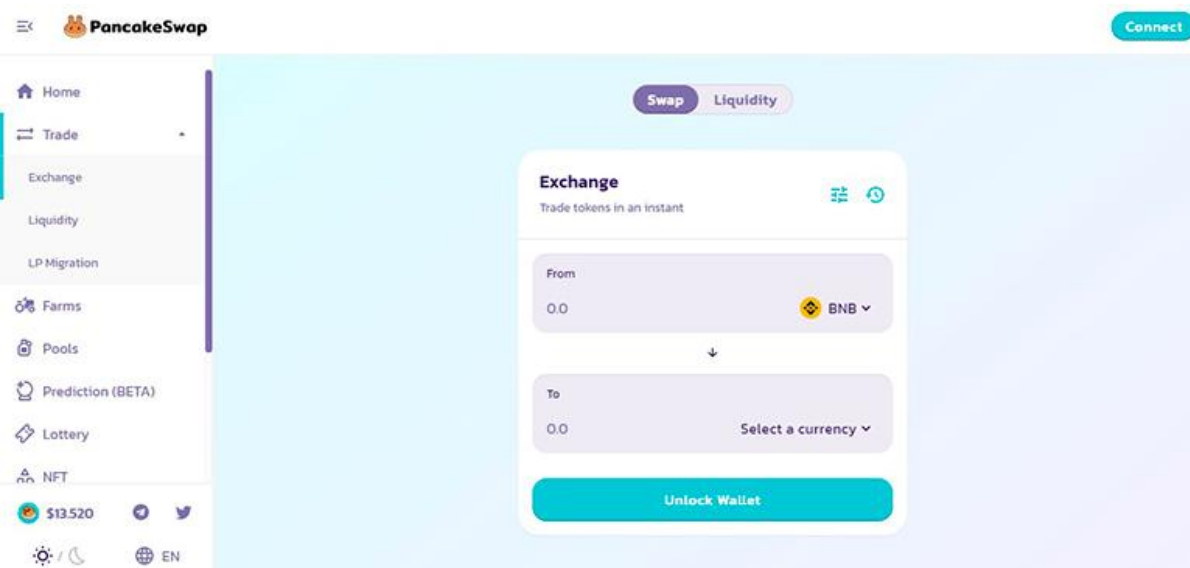 PancakeSwap
Connect
Home
Trade
Exchange
Liquidity
LP Migration
Farms
Pools
Prediction (BETA)
Lottery
NFT
$13.520
/
EN
Swap Liquidity
Exchange
Trade tokens in an instant
From
0.0 BNB
To
0.0 Select a currency
Unlock Wallet